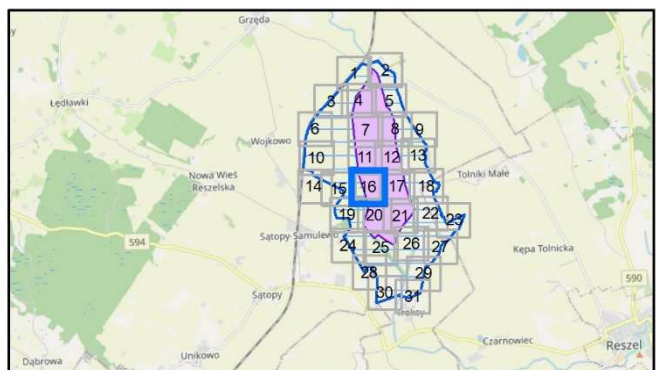 Grzęda
1 2
Łędławki
3 4 5
6 7 8 9
Wojkowo
10 11 12 13
Nowa Wieś
Reszelska
14 15 16 17 18
Tolniki Małe
19 20 21 22 23
594
Sątopy-Samulewo
24 25 26 27
Kępa Tolnicka
28 29
590
Sątopy
30 31
Troksy
Czarnowiec
Unikowo
Reszel
Dąbrowa